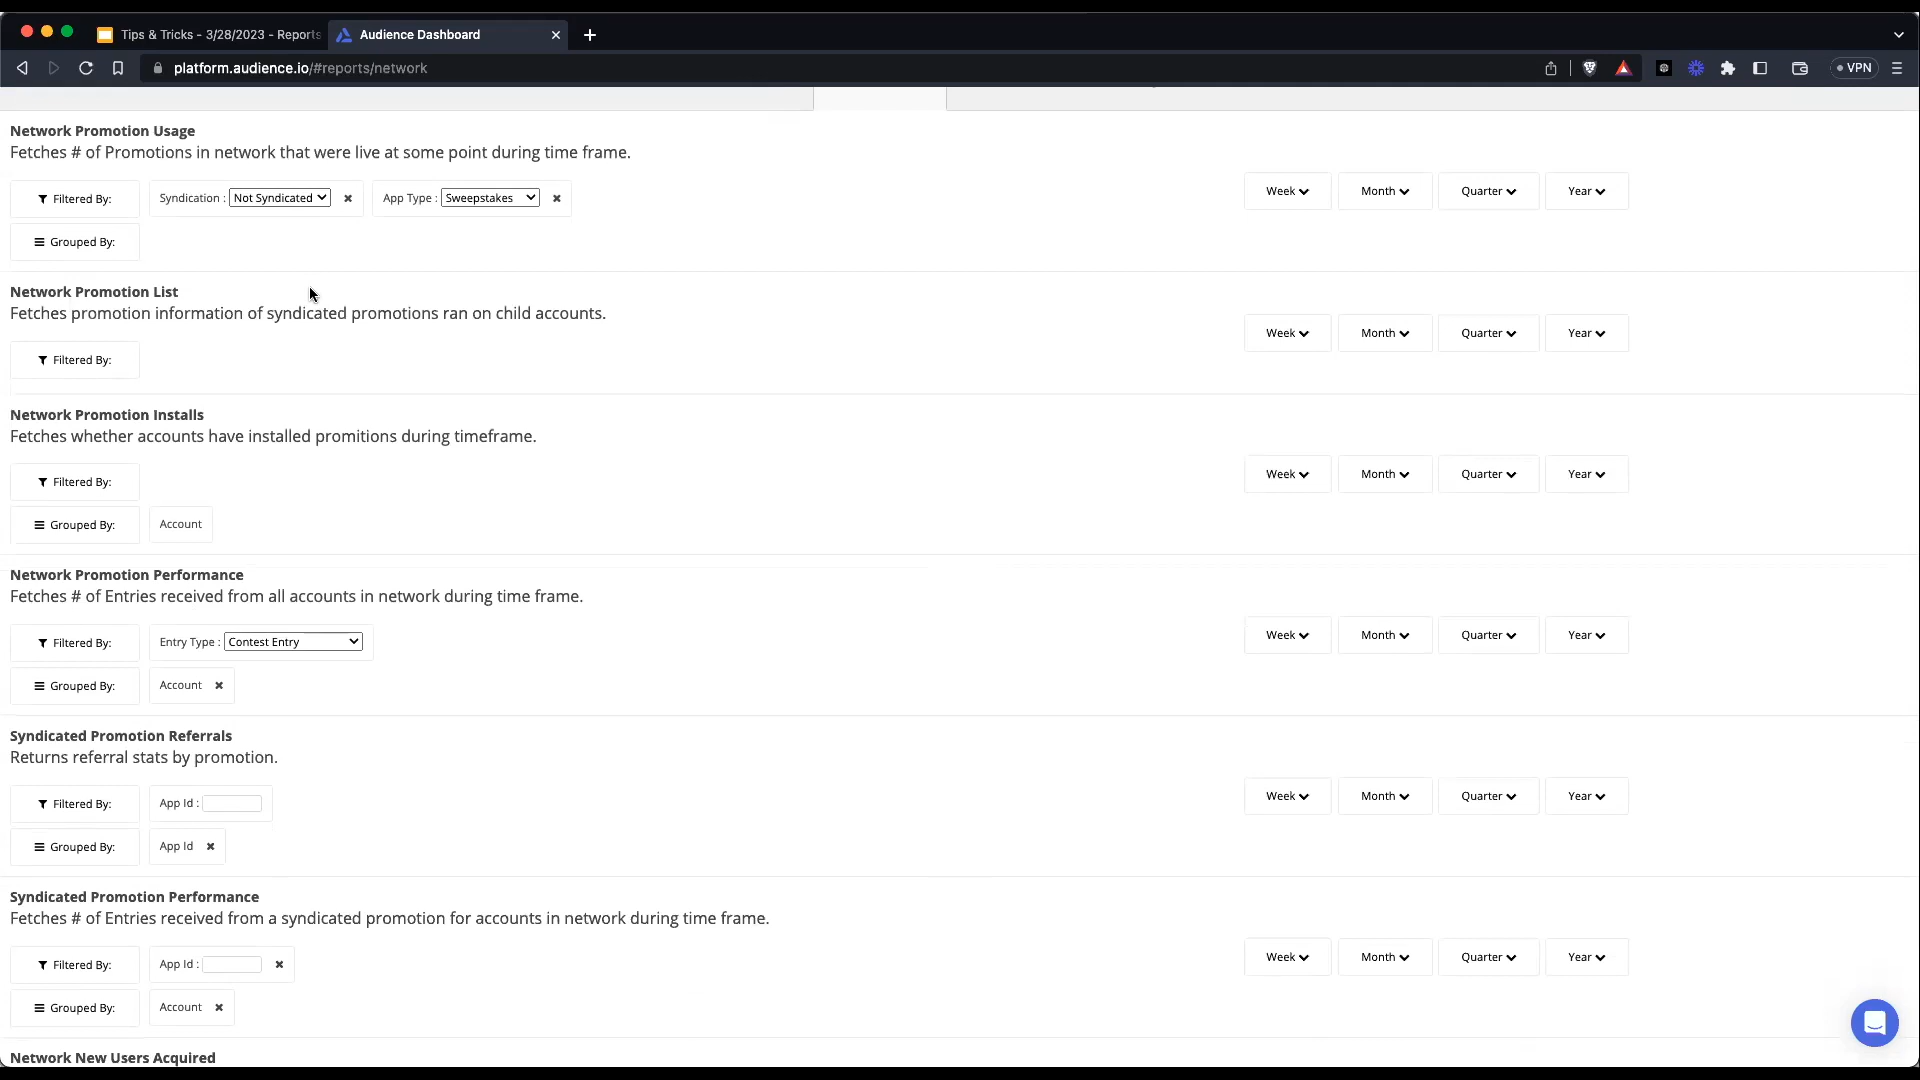 Tips & Tricks - 3/28/2023 - Reports
Audience Dashboard
platform.audience.io/#reports/network
VPN
Network Promotion Usage
Fetches # of Promotions in network that were live at some point during time frame.
Filtered By: Syndication : Not Syndicated App Type : Sweepstakes
Week Month Quarter Year
Grouped By:
Network Promotion List
Fetches promotion information of syndicated promotions ran on child accounts.
Week Month Quarter Year
Filtered By:
Network Promotion Installs
Fetches whether accounts have installed promitions during timeframe.
Week Month Quarter Year
Filtered By:
Grouped By: Account
Network Promotion Performance
Fetches # of Entries received from all accounts in network during time frame.
Week Month Quarter Year
Filtered By: Entry Type : Contest Entry
Grouped By: Account
Syndicated Promotion Referrals
Returns referral stats by promotion.
Week Month Quarter Year
Filtered By: App Id :
Grouped By: App Id
Syndicated Promotion Performance
Fetches # of Entries received from a syndicated promotion for accounts in network during time frame.
Week Month Quarter Year
Filtered By: App Id :
Grouped By: Account
Network New Users Acquired